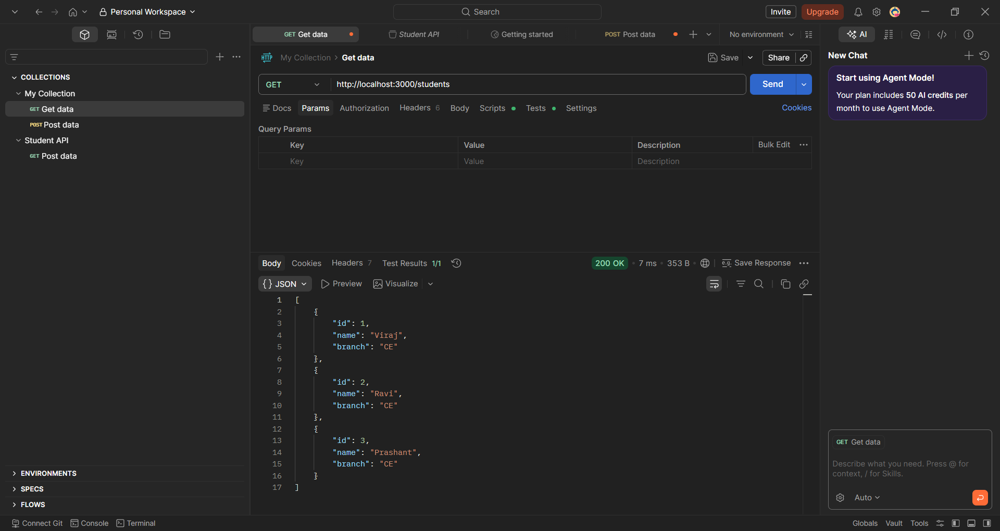 Personal Workspace
Search
Invite
Upgrade
GET Get data
Student API
Getting started
POST Post data
No environment
AI
HTTP My Collection > Get data
Save
Share
New Chat
COLLECTIONS
My Collection
GET Get data
POST Post data
Student API
GET Post data
GET
http://localhost:3000/students
Send
Start using Agent Mode!
Your plan includes 50 AI credits per
month to use Agent Mode.
Docs Params Authorization Headers 6 Body Scripts Tests Settings Cookies
Query Params
Key Value Description Bulk Edit
Key Value Description
Body Cookies Headers 7 Test Results 1/1
200 OK • 7 ms • 353 B • e.g. Save Response
{} JSON Preview Visualize
1 [
2 {
3 "id": 1,
4 "name": "Viraj",
5 "branch": "CE"
6 },
7 {
8 "id": 2,
9 "name": "Ravi",
10 "branch": "CE"
11 },
12 {
13 "id": 3,
14 "name": "Prashant",
15 "branch": "CE"
16 }
17 ]
GET Get data
Describe what you need. Press @ for
context, / for Skills.
Auto
ENVIRONMENTS
SPECS
FLOWS
Connect Git Console Terminal
Globals Vault Tools